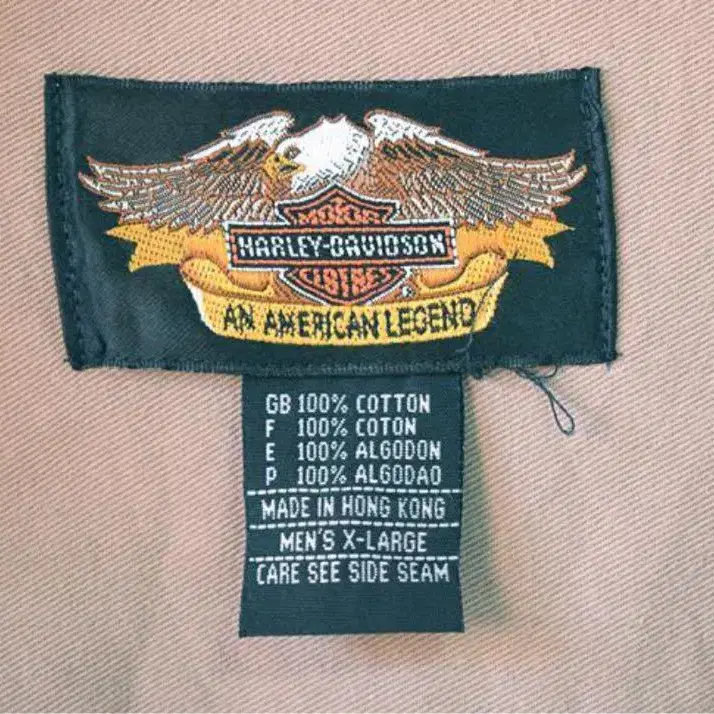 MOTOR
HARLEY-DAVIDSON
CLOTHES
®
AN AMERICAN LEGEND
GB 100% COTTON
F 100% COTON
E 100% ALGODON
P 100% ALGODAO
MADE IN HONG KONG
MEN'S X-LARGE
CARE SEE SIDE SEAM